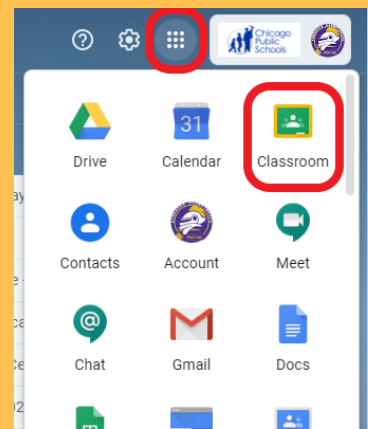 Chicago
Public
Schools
31
Drive Calendar Classroom
Contacts Account Meet
Chat Gmail Docs